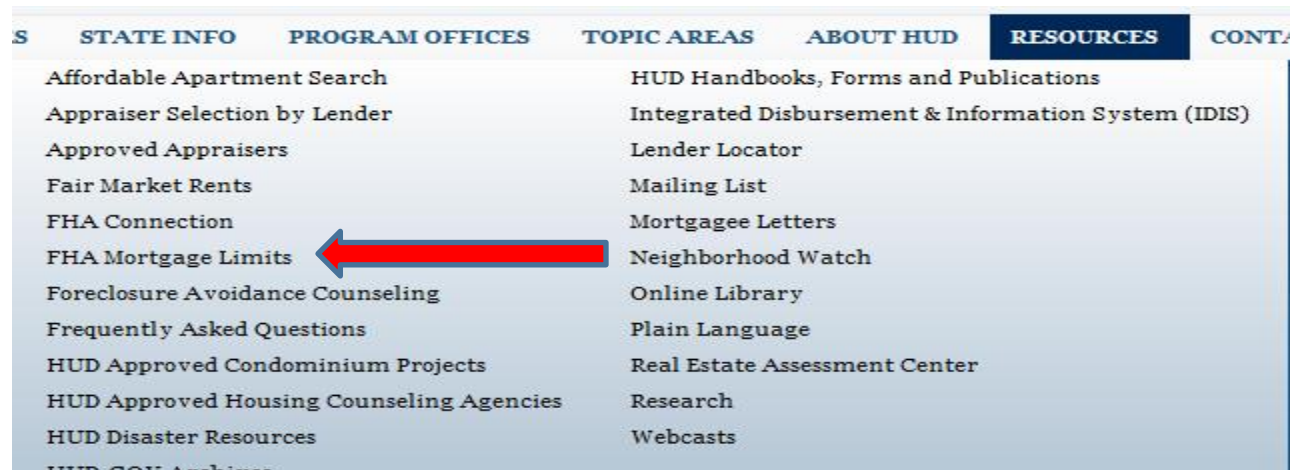 STATE INFO PROGRAM OFFICES TOPIC AREAS ABOUT HUD RESOURCES
Affordable Apartment Search
Appraiser Selection by Lender
Approved Appraisers
Fair Market Rents
FHA Connection
FHA Mortgage Limits
Foreclosure Avoidance Counseling
Frequently Asked Questions
HUD Approved Condominium Projects
HUD Approved Housing Counseling Agencies
HUD Disaster Resources
HUD Handbooks, Forms and Publications
Integrated Disbursement & Information System (IDIS)
Lender Locator
Mailing List
Mortgagee Letters
Neighborhood Watch
Online Library
Plain Language
Real Estate Assessment Center
Research
Webcasts